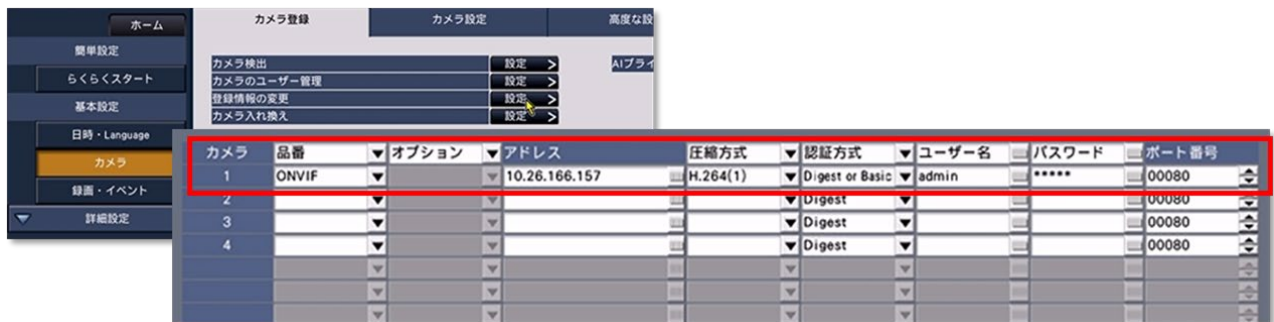 ホーム
カメラ登録 カメラ設定 高度な設
簡単設定
らくらくスタート
基本設定
日時・Language
カメラ
録画・イベント
詳細設定
カメラ検出 設定 >
カメラのユーザー管理 設定 >
登録情報の変更 設定 >
カメラ入れ換え 設定 >
AIプライ
カメラ 品番 オプション アドレス 圧縮方式 認証方式 ユーザー名 パスワード ポート番号
1 ONVIF 10.26.166.157 H.264(1) Digest or Basic admin ***** 00080
2 Digest 00080
3 Digest 00080
4 Digest 00080